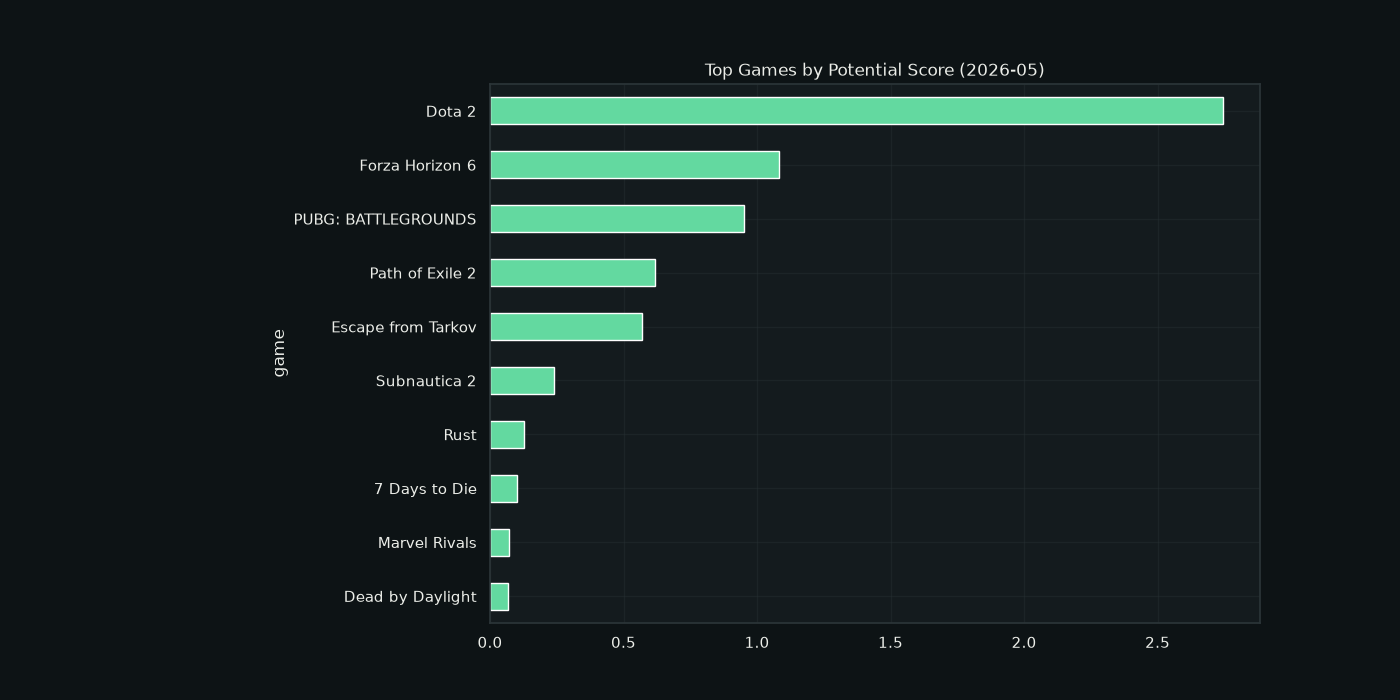 Top Games by Potential Score (2026-05)
Dota 2
Forza Horizon 6
PUBG: BATTLEGROUNDS
Path of Exile 2
Escape from Tarkov
Subnautica 2
Rust
7 Days to Die
Marvel Rivals
Dead by Daylight
game
0.0 0.5 1.0 1.5 2.0 2.5